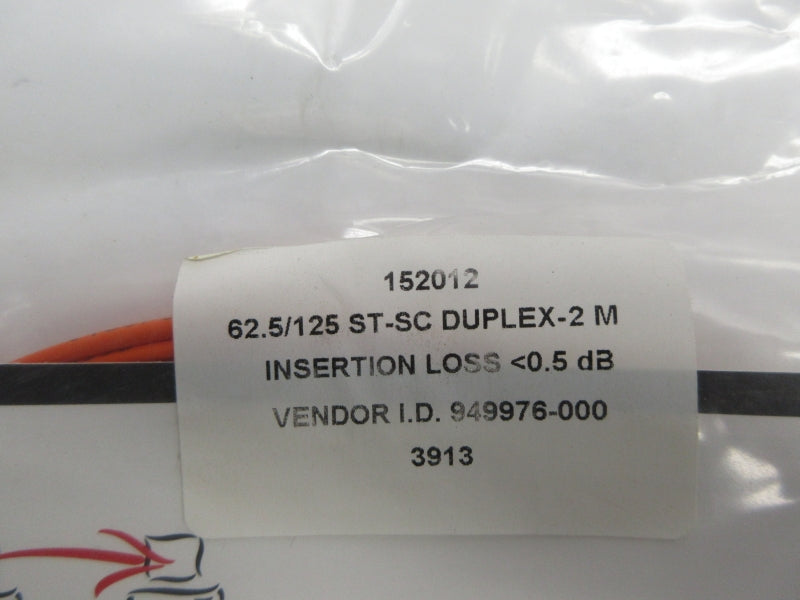 152012
62.5/125 ST-SC DUPLEX-2 M
INSERTION LOSS <0.5 dB
VENDOR I.D. 949976-000
3913